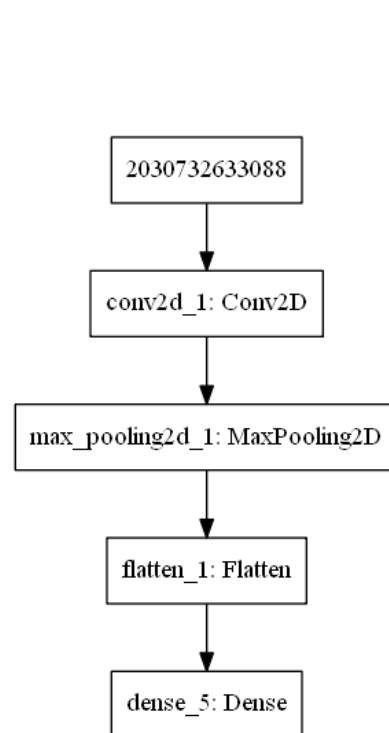 2030732633088
conv2d_1: Conv2D
max_pooling2d_1: MaxPooling2D
flatten_1: Flatten
dense_5: Dense